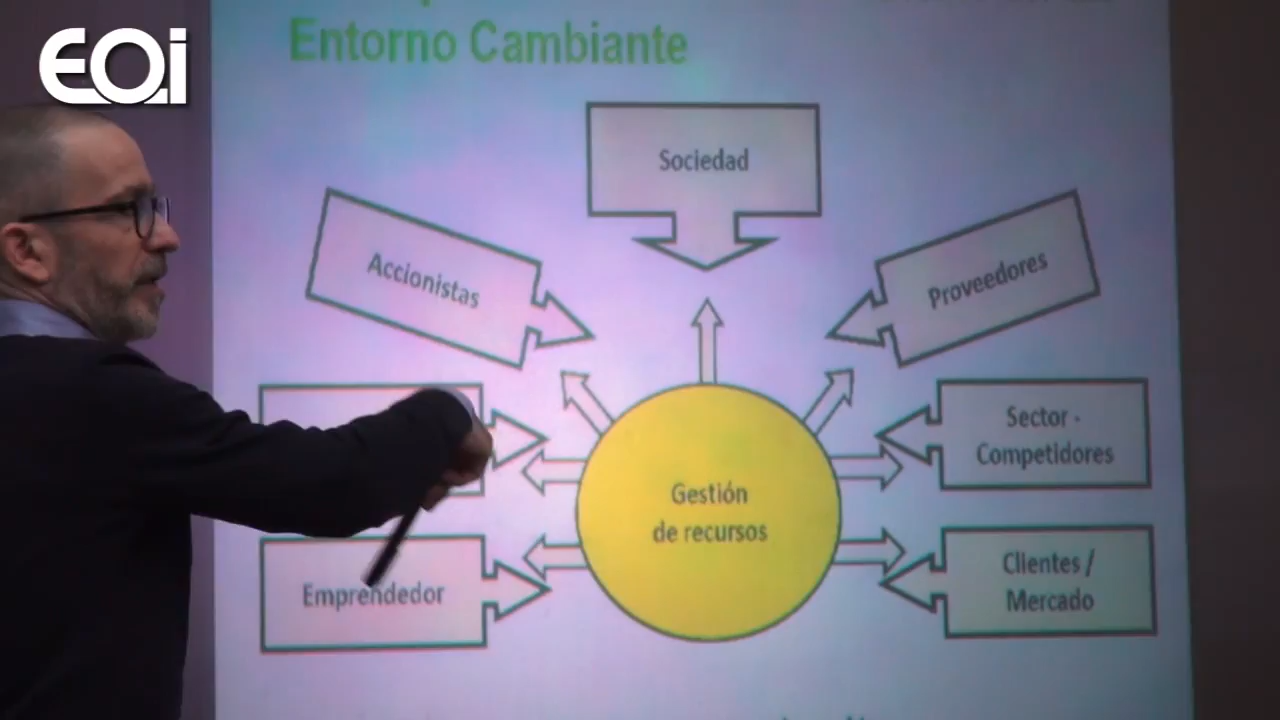 EOi
Entorno Cambiante
Sociedad
Accionistas
Proveedores
Sector -
Competidores
Gestión
de recursos
Emprendedor
Clientes /
Mercado